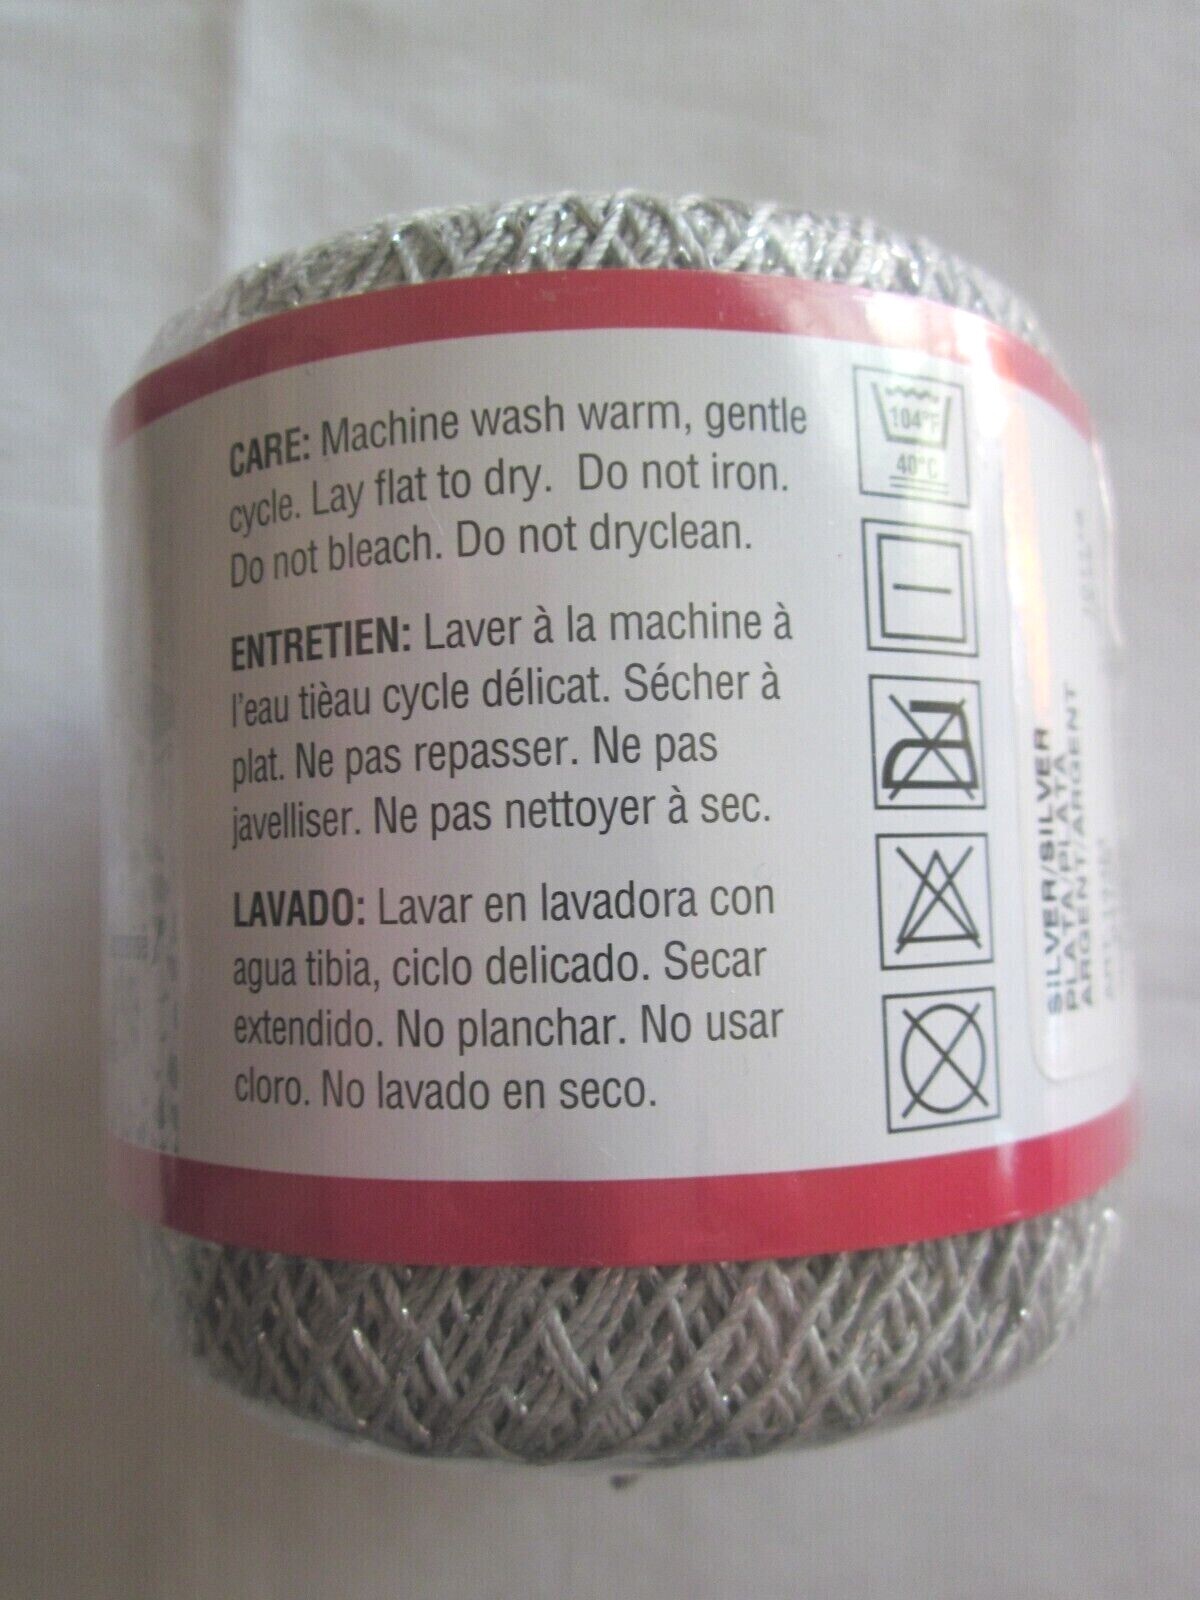 CARE: Machine wash warm, gentle
cycle. Lay flat to dry. Do not iron.
Do not bleach. Do not dryclean.
ENTRETIEN: Laver à la machine à
l'eau tièau cycle délicat. Sécher à
plat. Ne pas repasser. Ne pas
javelliser. Ne pas nettoyer à sec.
LAVADO: Lavar en lavadora con
agua tibia, ciclo delicado. Secar
extendido. No planchar. No usar
cloro. No lavado en seco.
104°F
40°C
SILVER/SILVER
PLATA/PLATA
ARGENT/ARGENT